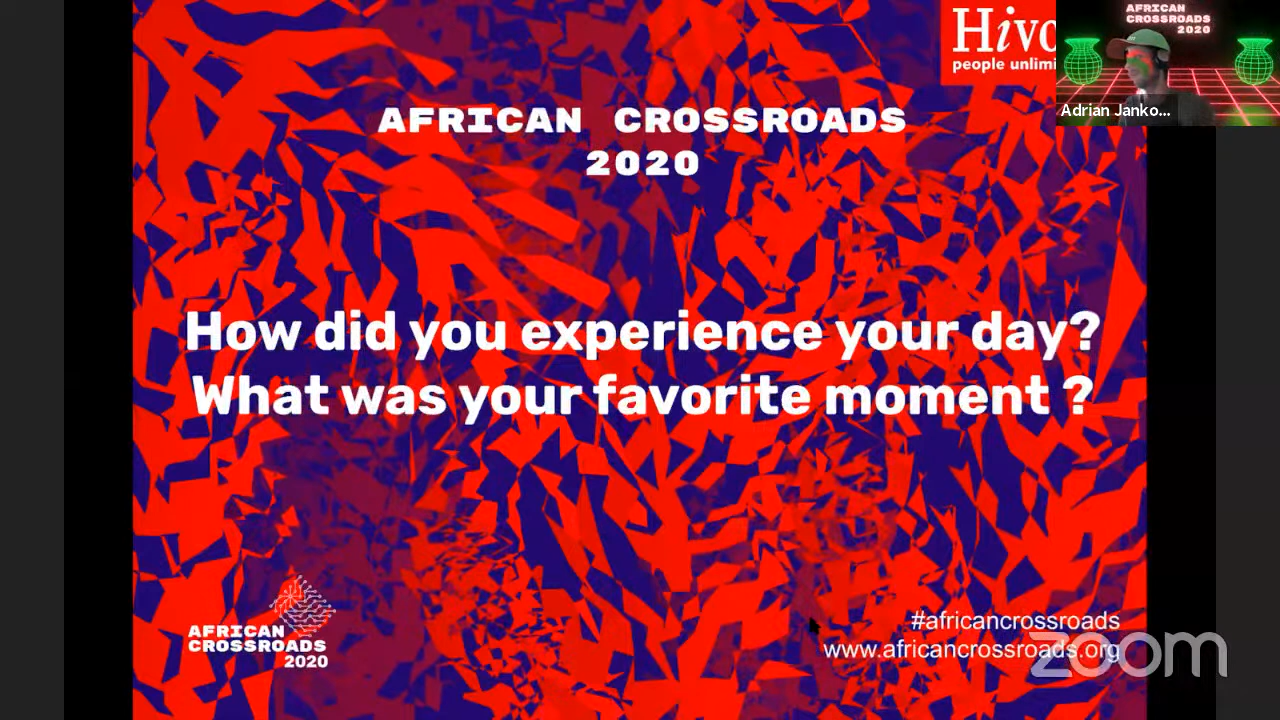 Hivo
people unlimi
AFRICAN
CROSSROADS
2020
Adrian Janko...
AFRICAN CROSSROADS
2020
How did you experience your day?
What was your favorite moment ?
AFRICAN
CROSSROADS
2020
#africancrossroads
www.africancrossroads.org
zoom